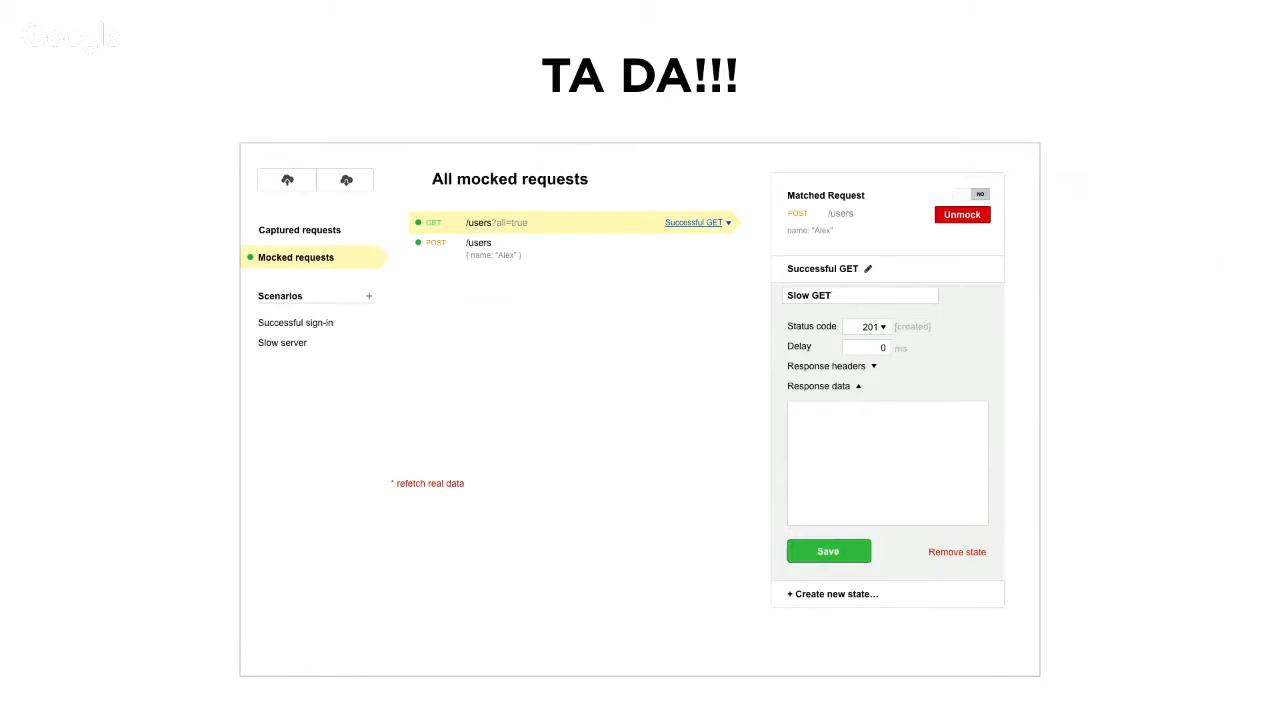 Google
TA DA!!!
All mocked requests
Captured requests
Mocked requests
Scenarios +
Successful sign-in
Slow server
GET /users?all=true Successful GET
POST /users
{ name: "Alex" }
* refetch real data
Matched Request NO
POST /users Unmock
name: "Alex"
Successful GET
Slow GET
Status code 201 [created]
Delay 0 ms
Response headers
Response data
Save Remove state
+ Create new state...